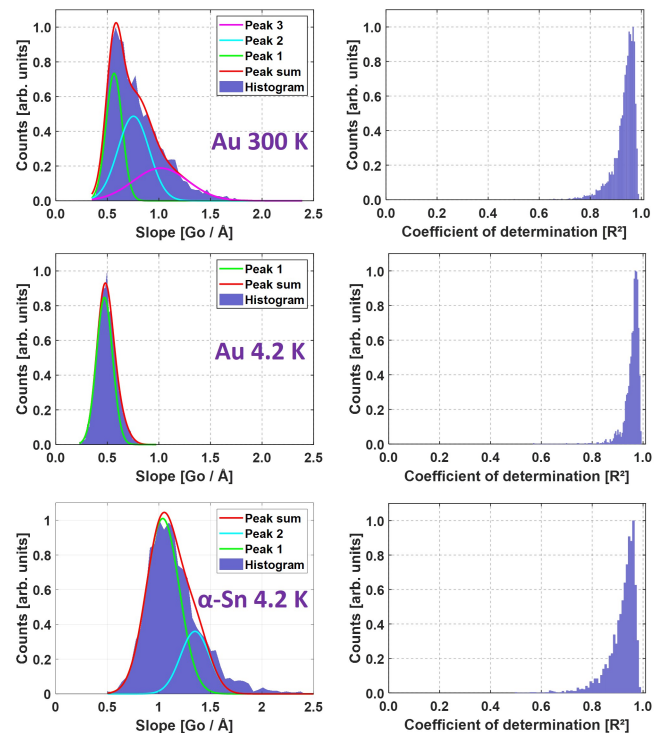 Counts [arb. units]
1.0
0.8
0.6
0.4
0.2
0.0
Peak 3
Peak 2
Peak 1
Peak sum
Histogram
Au 300 K
0.0 0.5 1.0 1.5 2.0 2.5
Slope [Go / Å]
Counts [arb. units]
1.0
0.8
0.6
0.4
0.2
0.0
0.0 0.2 0.4 0.6 0.8 1.0
Coefficient of determination [R²]
Counts [arb. units]
1.0
0.8
0.6
0.4
0.2
0.0
Peak 1
Peak sum
Histogram
Au 4.2 K
0.0 0.5 1.0 1.5 2.0 2.5
Slope [Go / Å]
Counts [arb. units]
1.0
0.8
0.6
0.4
0.2
0.0
0.0 0.2 0.4 0.6 0.8 1.0
Coefficient of determination [R²]
Counts [arb. units]
1
0.8
0.6
0.4
0.2
0
Peak sum
Peak 2
Peak 1
Histogram
α-Sn 4.2 K
0.0 0.5 1.0 1.5 2.0 2.5
Slope [Go / Å]
Counts [arb. units]
1.0
0.8
0.6
0.4
0.2
0.0
0.0 0.2 0.4 0.6 0.8 1.0
Coefficient of determination [R²]